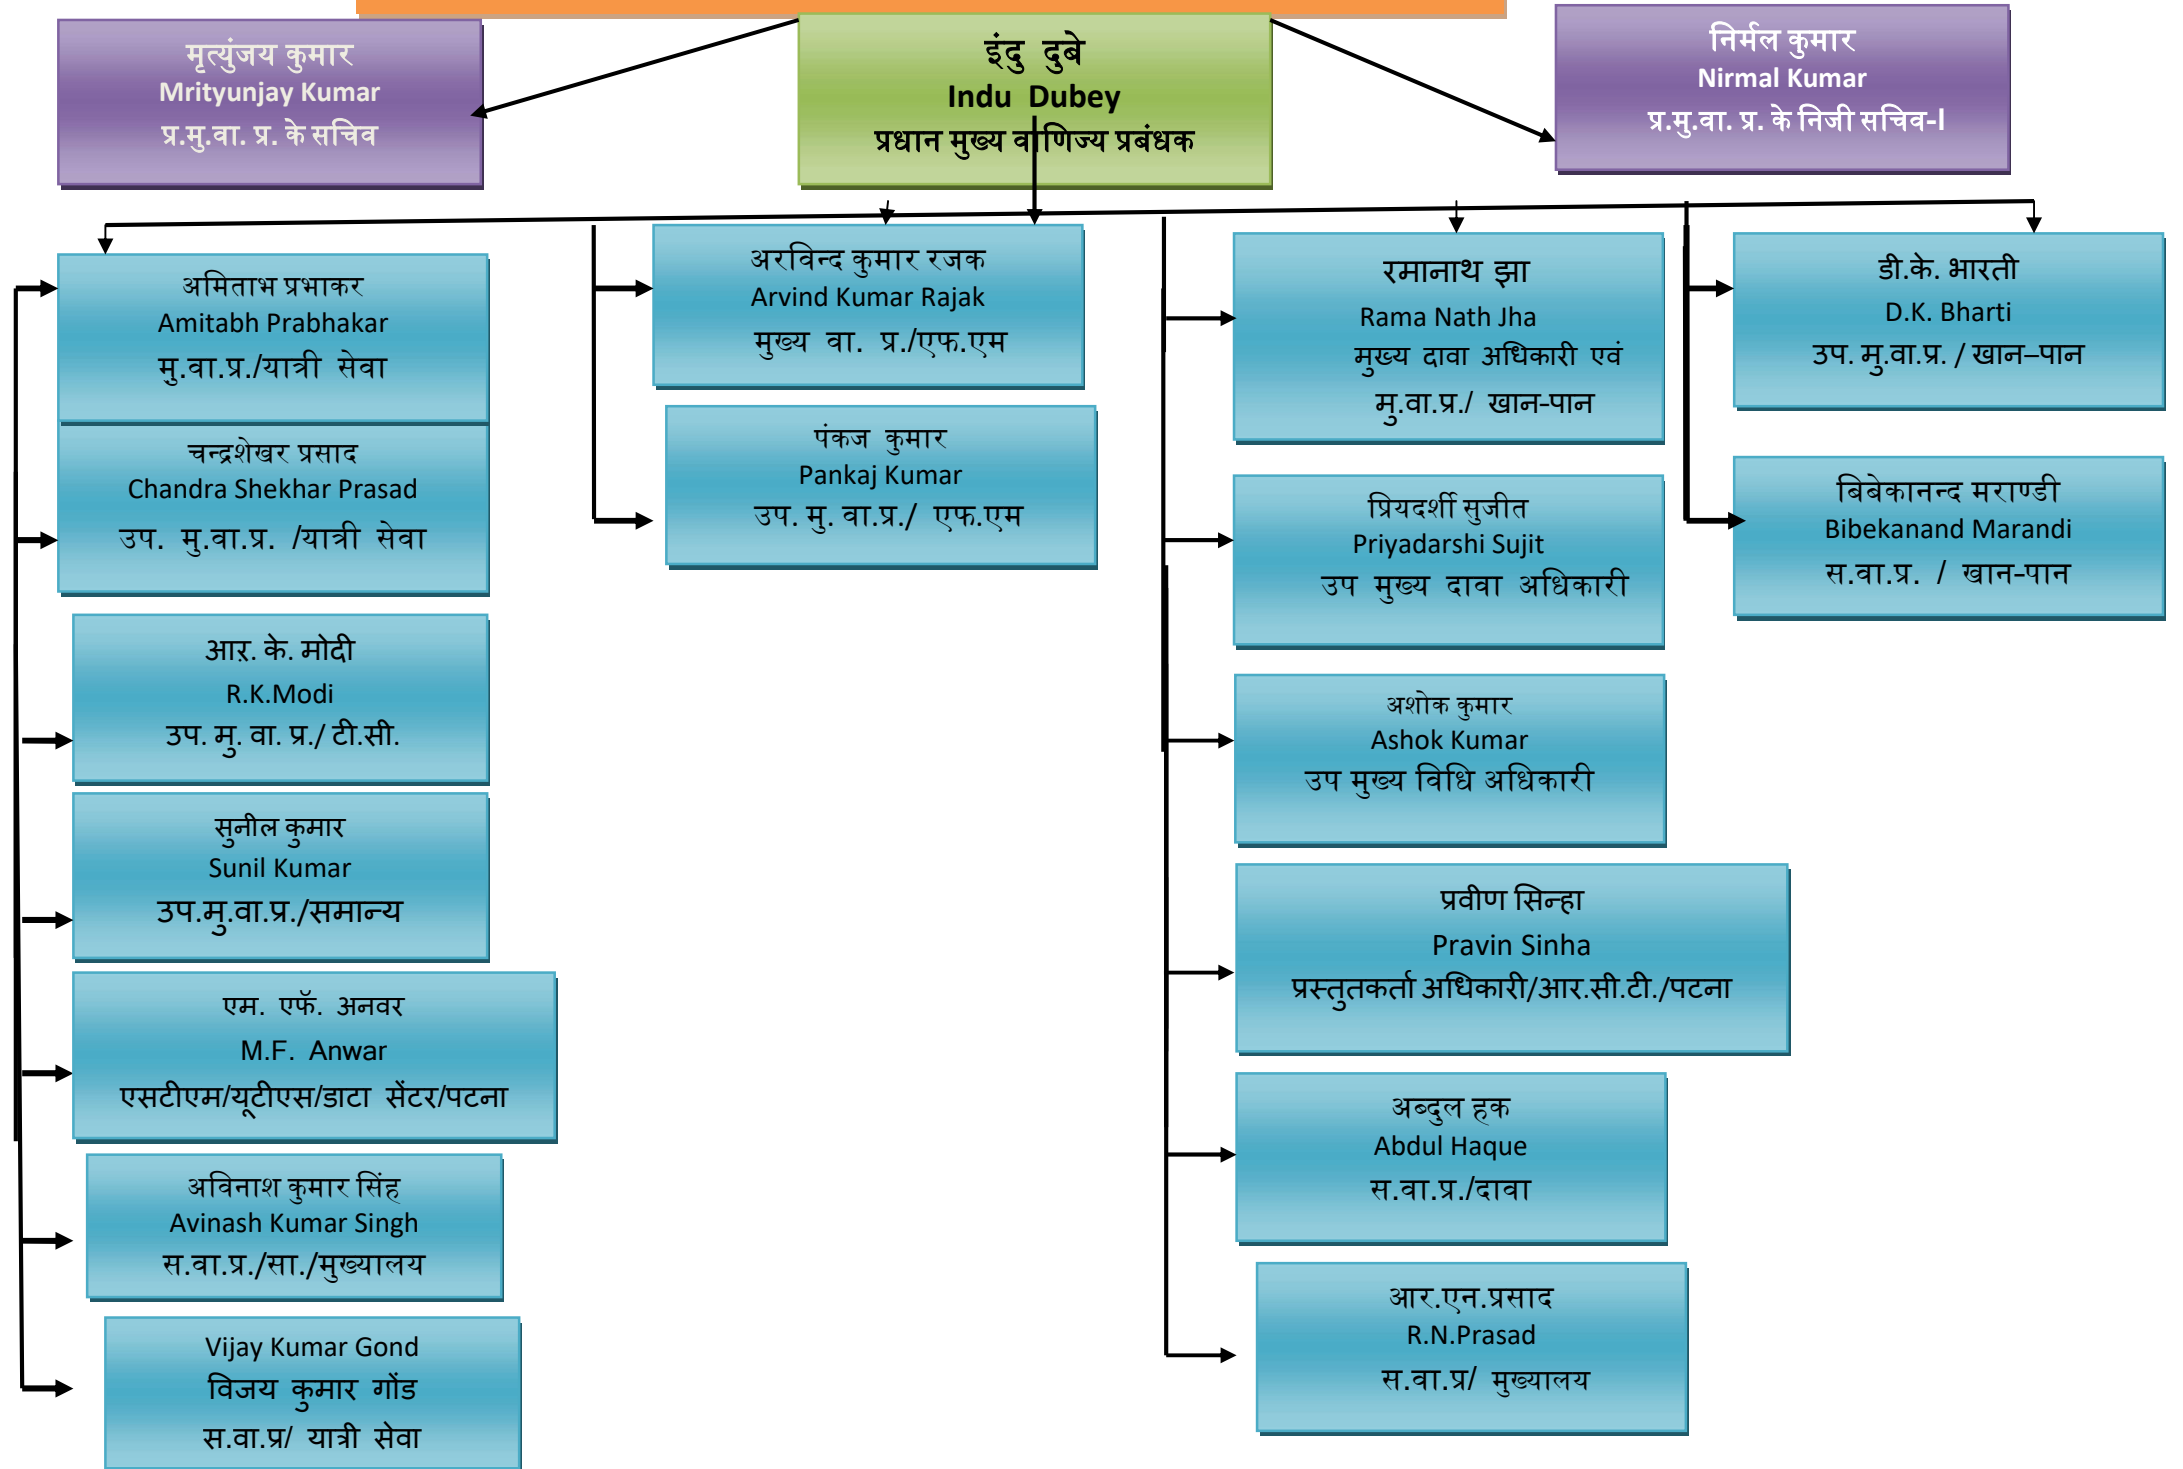 मृत्युंजय कुमार
Mrityunjay Kumar
प्र.मु.वा. प्र. के सचिव
इंदु दुबे
Indu Dubey
प्रधान मुख्य वाणिज्य प्रबंधक
निर्मल कुमार
Nirmal Kumar
प्र.मु.वा. प्र. के निजी सचिव-I
अमिताभ प्रभाकर
Amitabh Prabhakar
मु.वा.प्र./यात्री सेवा
चन्द्रशेखर प्रसाद
Chandra Shekhar Prasad
उप. मु.वा.प्र. /यात्री सेवा
आऱ. के. मोदी
R.K.Modi
उप. मु. वा. प्र./ टी.सी.
सुनील कुमार
Sunil Kumar
उप.मु.वा.प्र./समान्य
एम. एफॅ. अनवर
M.F. Anwar
एसटीएम/यूटीएस/डाटा सेंटर/पटना
अविनाश कुमार सिंह
Avinash Kumar Singh
स.वा.प्र./सा./मुख्यालय
Vijay Kumar Gond
विजय कुमार गोंड
स.वा.प्र/ यात्री सेवा
अरविन्द कुमार रजक
Arvind Kumar Rajak
मुख्य वा. प्र./एफ.एम
पंकज कुमार
Pankaj Kumar
उप. मु. वा.प्र./ एफ.एम
रमानाथ झा
Rama Nath Jha
मुख्य दावा अधिकारी एवं
मु.वा.प्र./ खान-पान
प्रियदर्शी सुजीत
Priyadarshi Sujit
उप मुख्य दावा अधिकारी
अशोक कुमार
Ashok Kumar
उप मुख्य विधि अधिकारी
प्रवीण सिन्हा
Pravin Sinha
प्रस्तुतकर्ता अधिकारी/आर.सी.टी./पटना
अब्दुल हक
Abdul Haque
स.वा.प्र./दावा
आर.एन.प्रसाद
R.N.Prasad
स.वा.प्र/ मुख्यालय
डी.के. भारती
D.K. Bharti
उप. मु.वा.प्र. / खान–पान
बिबेकानन्द मराण्डी
Bibekanand Marandi
स.वा.प्र. / खान-पान